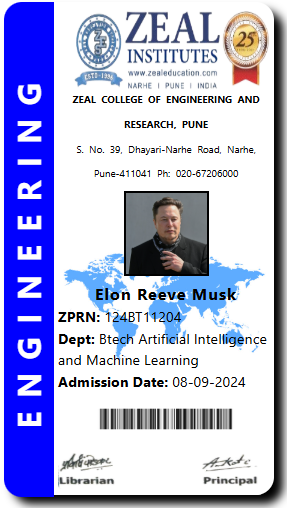 ZEAL
INSTITUTES
www.zealeducation.com
NARHE | PUNE | INDIA
ESTD-1996
25
ZEAL COLLEGE OF ENGINEERING AND
RESEARCH, PUNE
S. No. 39, Dhayari-Narhe Road, Narhe,
Pune-411041 Ph: 020-67206000
ENGINEERING
Elon Reeve Musk
ZPRN: 124BT11204
Dept: Btech Artificial Intelligence
and Machine Learning
Admission Date: 08-09-2024
Librarian
Principal